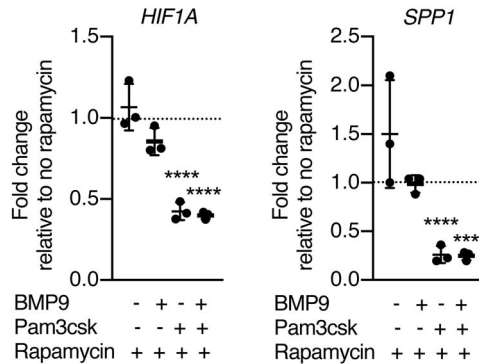 HIF1A
Fold change
relative to no rapamycin
1.5
1.0
0.5
0.0
****
****
BMP9 - + - +
Pam3csk - - + +
Rapamycin + + + +
SPP1
Fold change
relative to no rapamycin
2.5
2.0
1.5
1.0
0.5
0.0
****
***
BMP9 - + - +
Pam3csk - - + +
Rapamycin + + + +